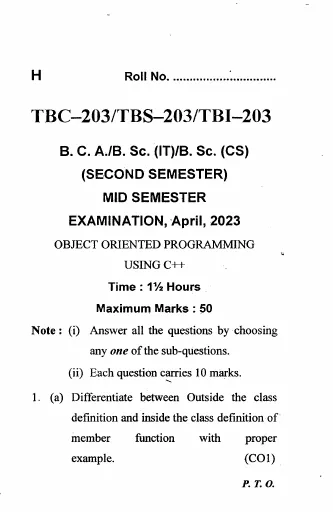 H Roll No. ................................
TBC–203/TBS–203/TBI–203
B. C. A./B. Sc. (IT)/B. Sc. (CS)
(SECOND SEMESTER)
MID SEMESTER
EXAMINATION, April, 2023
OBJECT ORIENTED PROGRAMMING
USING C++
Time : 1½ Hours
Maximum Marks : 50
Note : (i) Answer all the questions by choosing
any one of the sub-questions.
(ii) Each question carries 10 marks.
1. (a) Differentiate between Outside the class
definition and inside the class definition of
member function with proper
example. (CO1)
P. T. O.